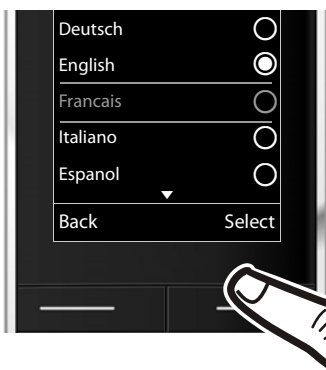 Deutsch
English
Francais
Italiano
Espanol
Back Select